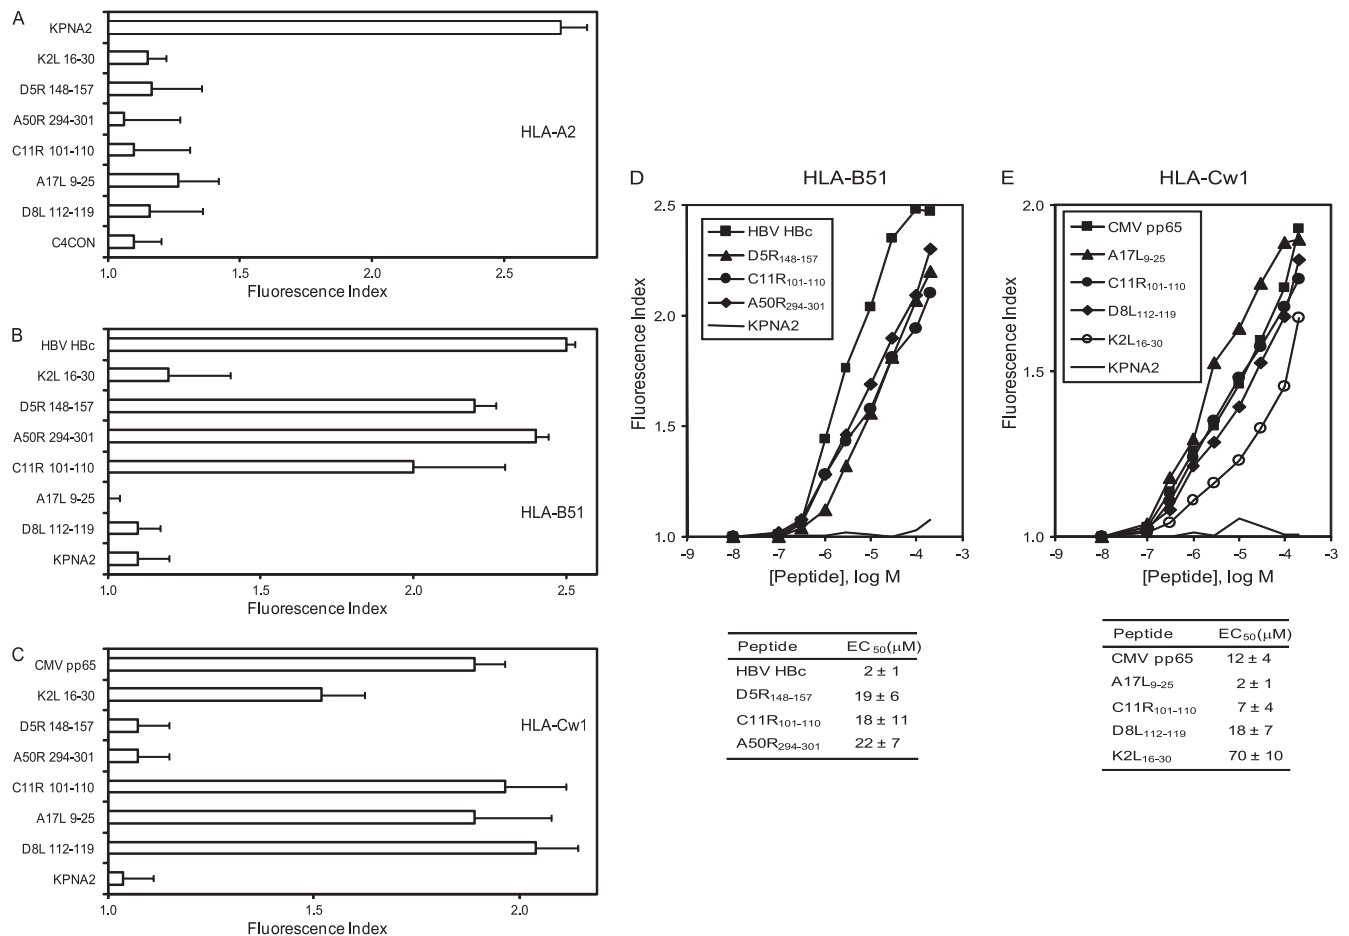 A
KPNA2
K2L 16-30
D5R 148-157
A50R 294-301
C11R 101-110
A17L 9-25
D8L 112-119
C4CON
HLA-A2
1.0 1.5 2.0 2.5
Fluorescence Index
B
HBV HBc
K2L 16-30
D5R 148-157
A50R 294-301
C11R 101-110
A17L 9-25
D8L 112-119
KPNA2
HLA-B51
1.0 1.5 2.0 2.5
Fluorescence Index
C
CMV pp65
K2L 16-30
D5R 148-157
A50R 294-301
C11R 101-110
A17L 9-25
D8L 112-119
KPNA2
HLA-Cw1
1.0 1.5 2.0
Fluorescence Index
D
HLA-B51
2.5
2.0
1.5
1.0
Fluorescence Index
HBV HBc
D5R148-157
C11R101-110
A50R294-301
KPNA2
-9 -8 -7 -6 -5 -4 -3
[Peptide], log M
Peptide EC50(μM)
HBV HBc 2 ± 1
D5R148-157 19 ± 6
C11R101-110 18 ± 11
A50R294-301 22 ± 7
E
HLA-Cw1
2.0
1.5
1.0
Fluorescence Index
CMV pp65
A17L9-25
C11R101-110
D8L112-119
K2L16-30
KPNA2
-9 -8 -7 -6 -5 -4 -3 -1
[Peptide], log M
Peptide EC50(μM)
CMV pp65 12 ± 4
A17L9-25 2 ± 1
C11R101-110 7 ± 4
D8L112-119 18 ± 7
K2L16-30 70 ± 10